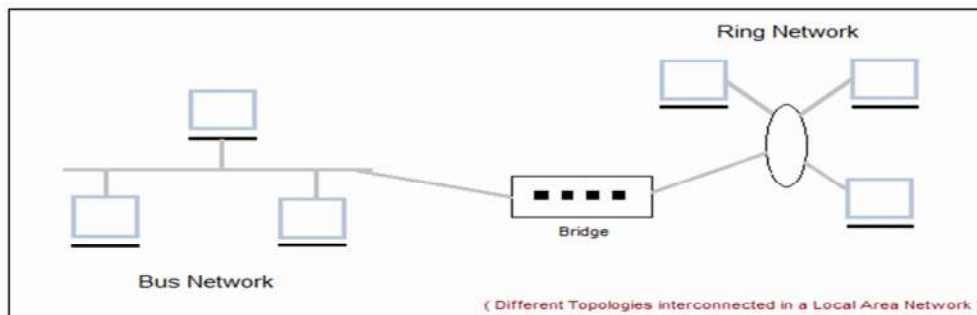 Ring Network
Bridge
Bus Network
( Different Topologies interconnected in a Local Area Network